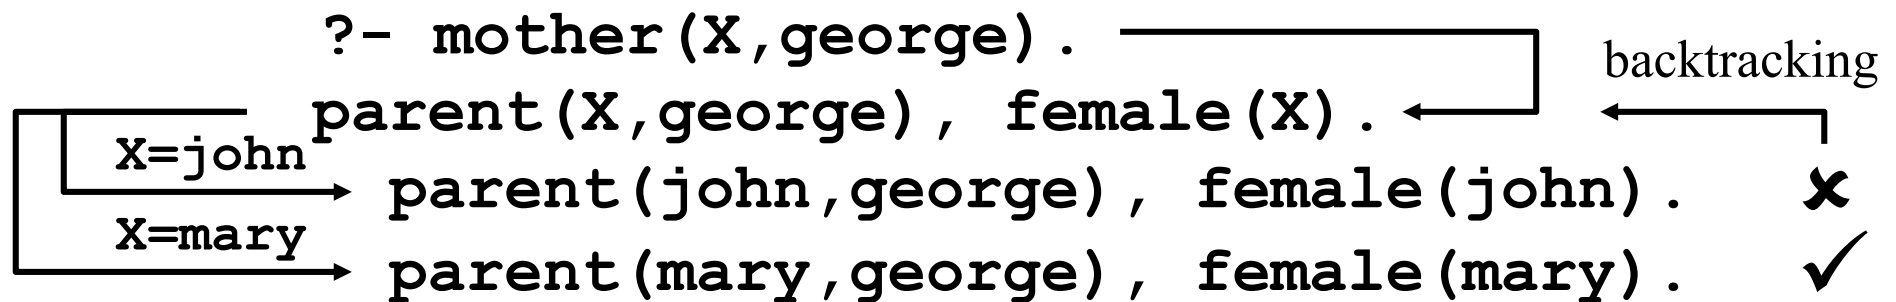 ?- mother(X,george).
backtracking
parent(X,george), female(X).
X=john
parent(john,george), female(john). ✘
X=mary
parent(mary,george), female(mary). ✓